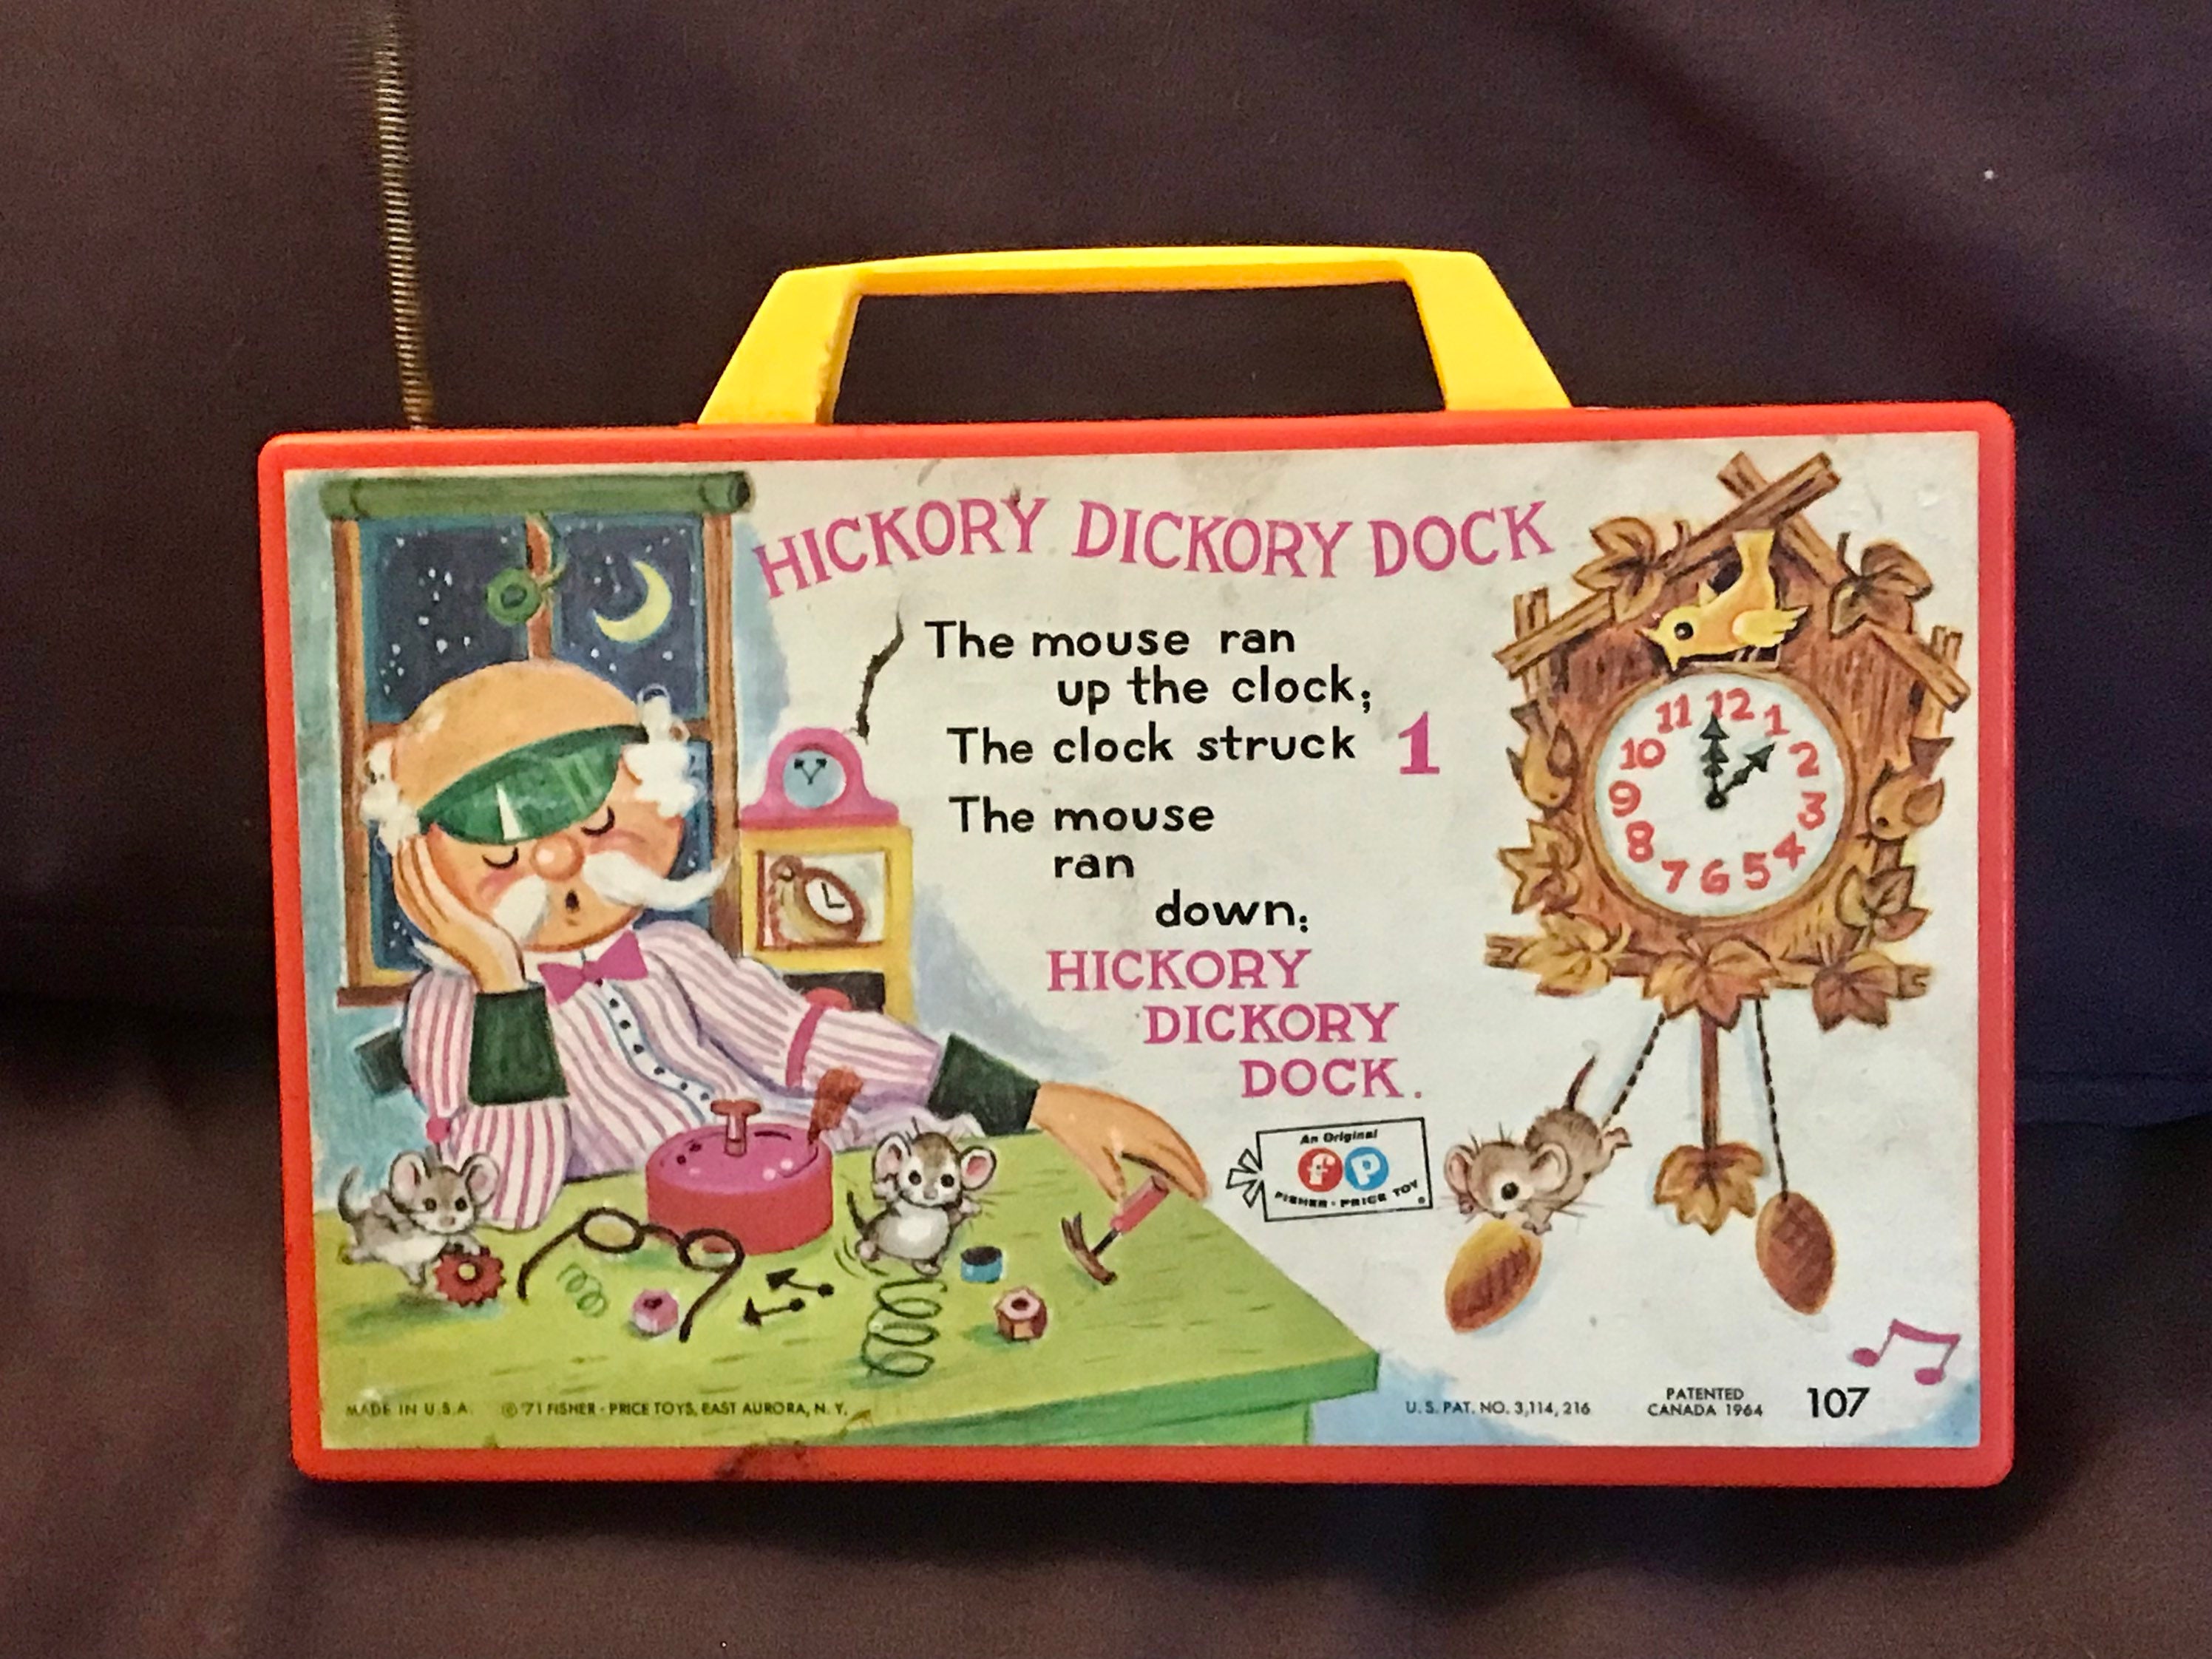 HICKORY DICKORY DOCK
The mouse ran
up the clock;
The clock struck 1
The mouse
ran
down;
HICKORY
DICKORY
DOCK.
11 12 1
10 2
9 3
8 4
7 6 5
An Original
fp
FISHER-PRICE TOY
MADE IN U.S.A. © '71 FISHER-PRICE TOYS, EAST AURORA, N. Y.
U. S. PAT. NO. 3,114, 216
PATENTED
CANADA 1964
107